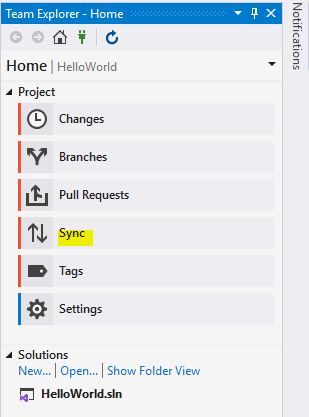 Team Explorer - Home
Home | HelloWorld
Project
Changes
Branches
Pull Requests
Sync
Tags
Settings
Solutions
New... | Open... | Show Folder View
HelloWorld.sln
Notifications